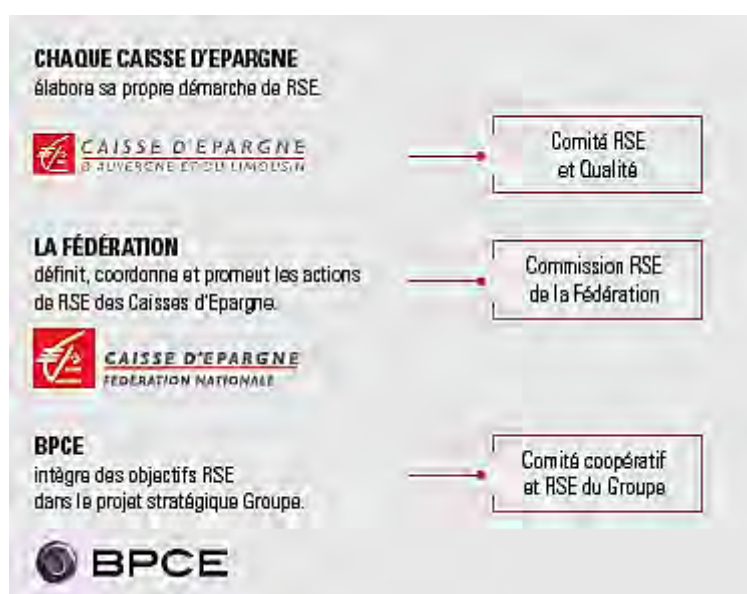 CHAQUE CAISSE D'EPARGNE
élabore sa propre démarche de RSE.
CAISSE D'EPARGNE
D'AUVERGNE ET DU LIMOUSIN
Comité RSE
et Qualité
LA FÉDÉRATION
définit, coordonne et promeut les actions
de RSE des Caisses d'Epargne.
Commission RSE
de la Fédération
CAISSE D'EPARGNE
FEDERATION NATIONALE
BPCE
intègre des objectifs RSE
dans le projet stratégique Groupe.
Comité coopératif
et RSE du Groupe
BPCE